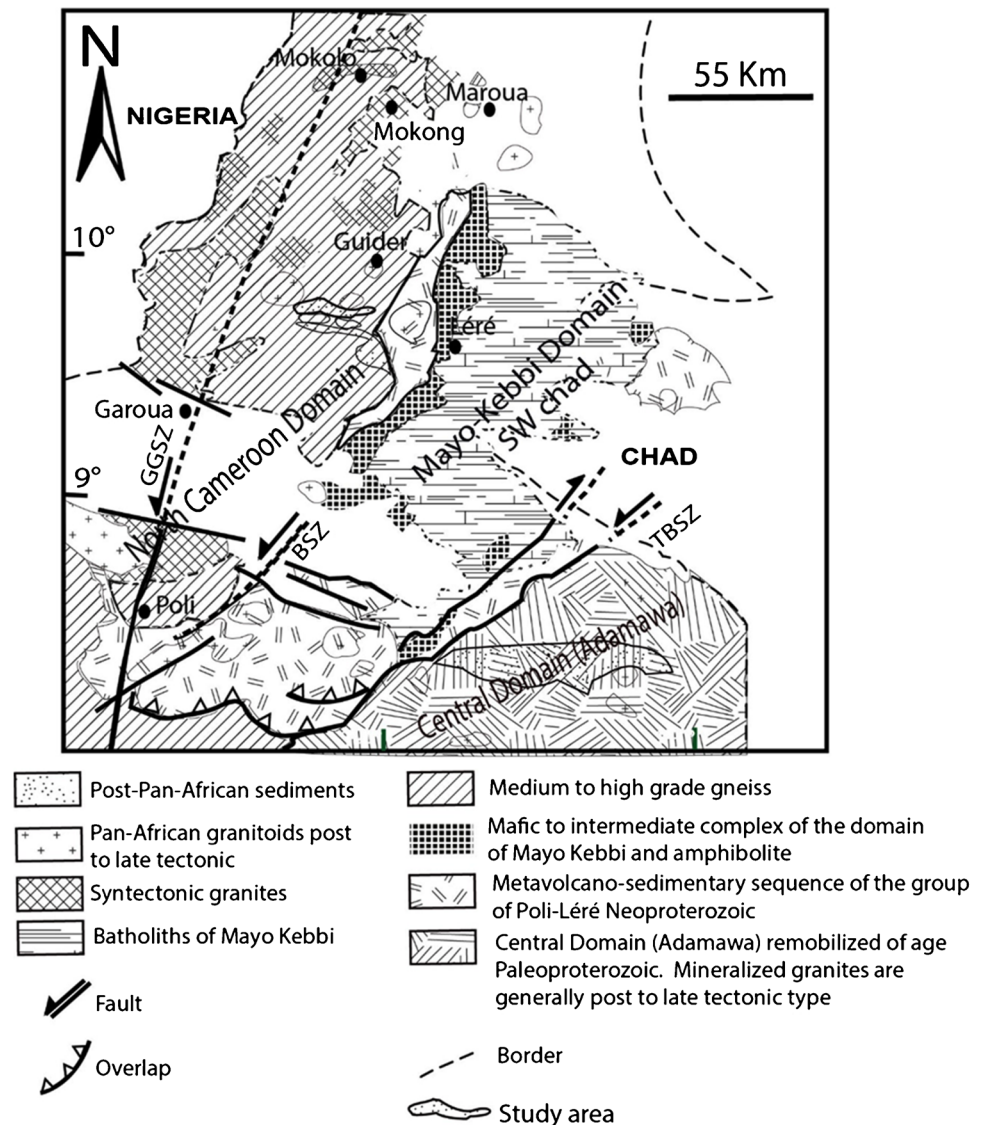 N
Mokolo
55 Km
NIGERIA
Maroua
Mokong
10°
Guider
Léré
Mayo-Kebbi Domain
SW chad
Garoua
North Cameroon Domain
GGSZ
CHAD
9°
BSZ
TBSZ
Poli
Central Domain (Adamawa)
Post-Pan-African sediments
Pan-African granitoids post
to late tectonic
Syntectonic granites
Batholiths of Mayo Kebbi
Fault
Overlap
Medium to high grade gneiss
Mafic to intermediate complex of the domain
of Mayo Kebbi and amphibolite
Metavolcano-sedimentary sequence of the group
of Poli-Léré Neoproterozoic
Central Domain (Adamawa) remobilized of age
Paleoproterozoic. Mineralized granites are
generally post to late tectonic type
Border
Study area